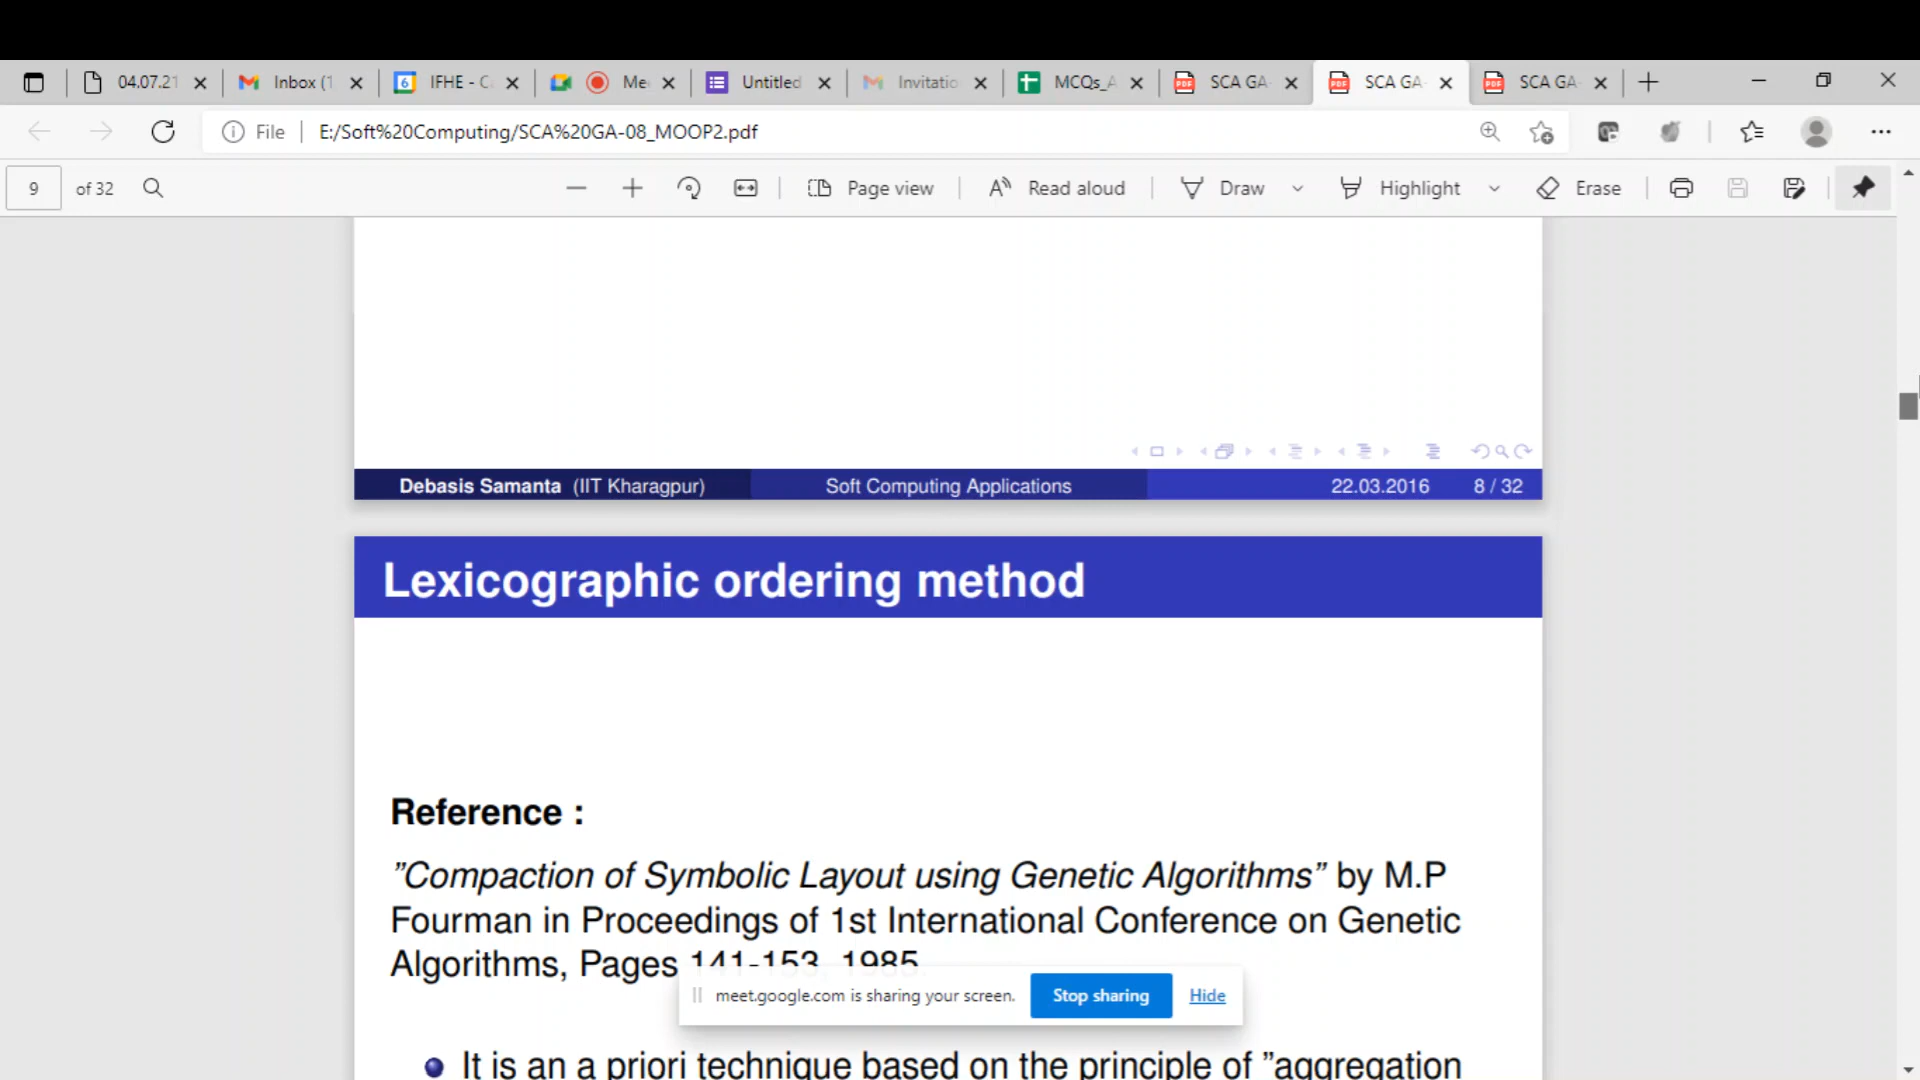 04.07.21
Inbox (1
IFHE - C
Me
Untitled
Invitatio
MCQs_A
SCA GA-
SCA GA-
SCA GA-
File
E:/Soft%20Computing/SCA%20GA-08_MOOP2.pdf
9
of 32
Page view
Read aloud
Draw
Highlight
Erase
Debasis Samanta (IIT Kharagpur)
Soft Computing Applications
22.03.2016
8 / 32
Lexicographic ordering method
Reference :
”Compaction of Symbolic Layout using Genetic Algorithms” by M.P
Fourman in Proceedings of 1st International Conference on Genetic
Algorithms, Pages 141-153, 1985.
meet.google.com is sharing your screen.
Stop sharing
Hide
It is an a priori technique based on the principle of ”aggregation